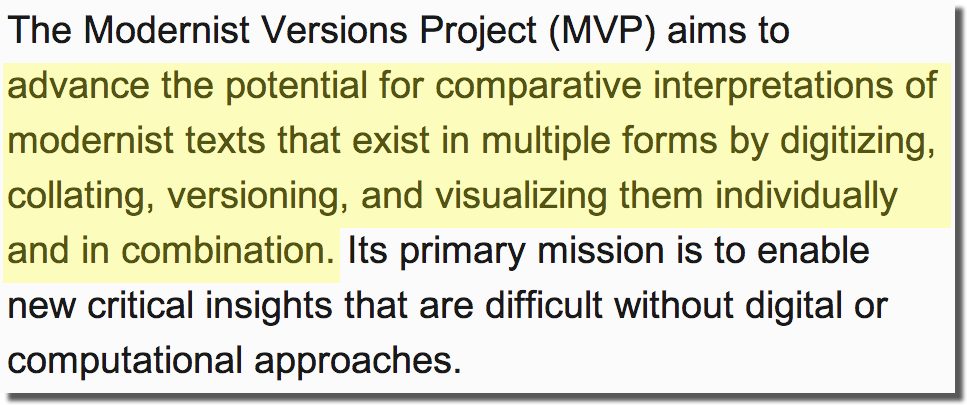 The Modernist Versions Project (MVP) aims to
advance the potential for comparative interpretations of
modernist texts that exist in multiple forms by digitizing,
collating, versioning, and visualizing them individually
and in combination. Its primary mission is to enable
new critical insights that are difficult without digital or
computational approaches.